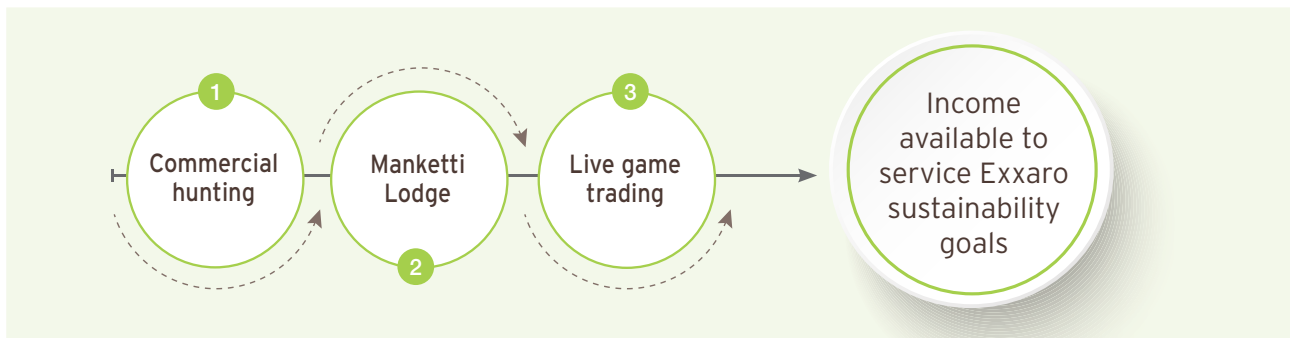 1
Commercial
hunting
2
Manketti
Lodge
3
Live game
trading
Income
available to
service Exxaro
sustainability
goals